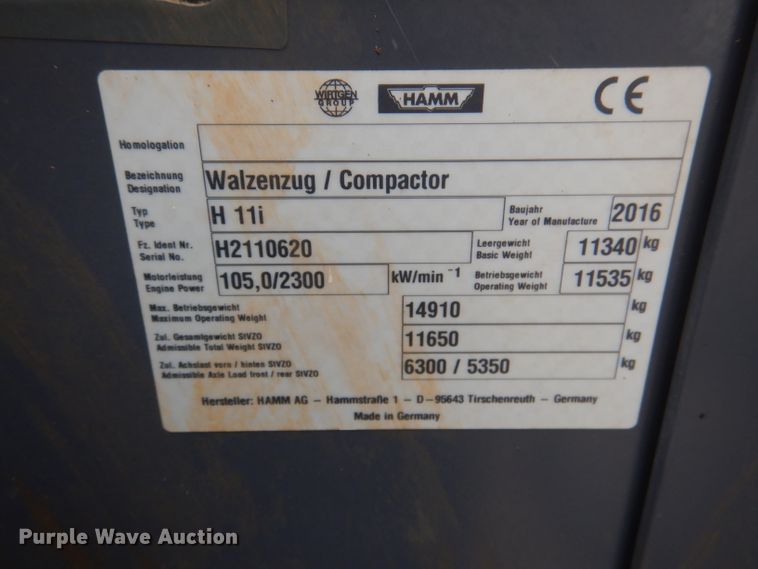 WIRTGEN GROUP HAMM CE
Homologation
Bezeichnung
Designation Walzenzug / Compactor
Typ
Type H 11i Baujahr
Year of Manufacture 2016
Fz. Ident Nr.
Serial No. H2110620 Leergewicht
Basic Weight 11340 kg
Motorleistung
Engine Power 105,0/2300 kW/min -1 Betriebsgewicht
Operating Weight 11535 kg
Max. Betriebsgewicht
Maximum Operating Weight 14910 kg
Zul. Gesamtgewicht StVZO
Admissible Total Weight StVZO 11650 kg
Zul. Achslast vorn / hinten StVZO
Admissible Axle Load front / rear StVZO 6300 / 5350 kg
Hersteller: HAMM AG – Hammstraße 1 – D-95643 Tirschenreuth – Germany
Made in Germany
Purple Wave Auction